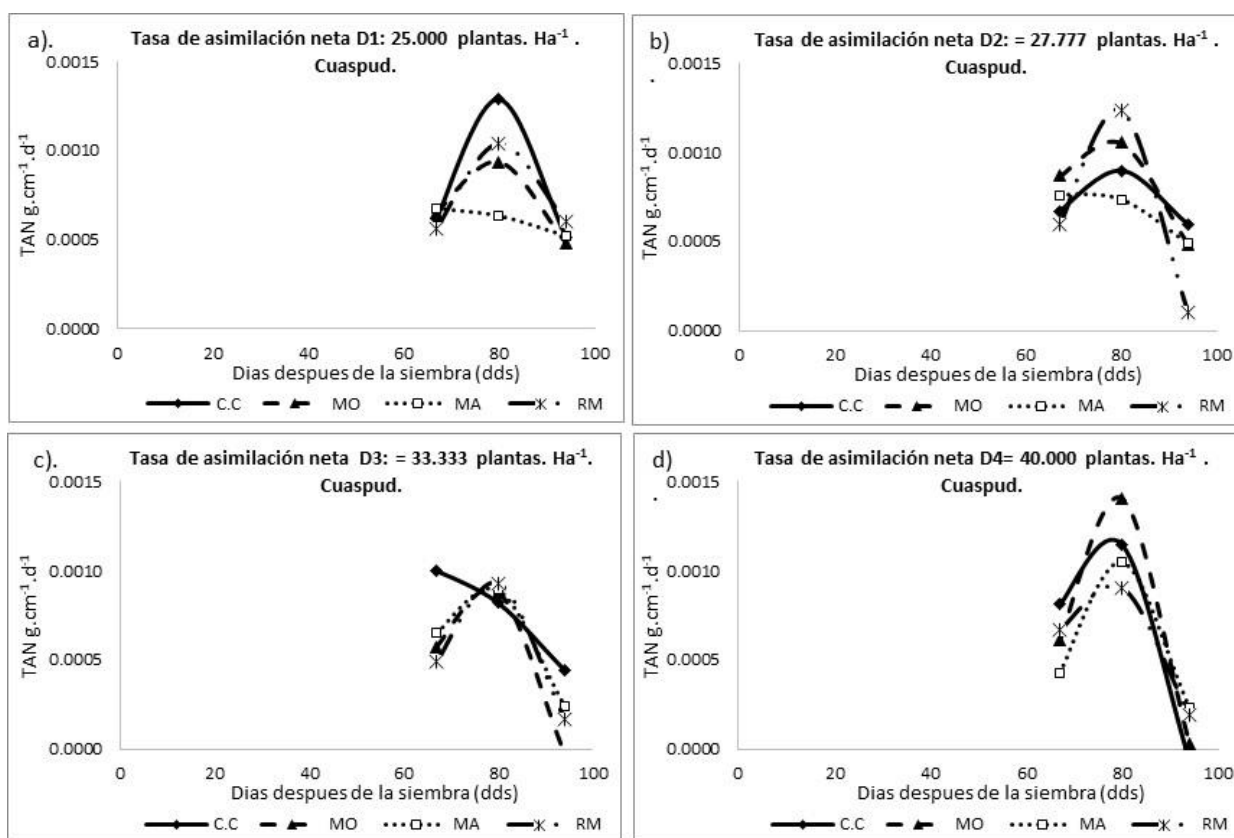 a).
Tasa de asimilación neta D1: 25.000 plantas. Ha⁻¹ .
Cuaspud.
TAN g.cm⁻¹.d⁻¹
0.0015
0.0010
0.0005
0.0000
0 20 40 60 80 100
Dias despues de la siembra (dds)
C.C MO MA RM
b).
Tasa de asimilación neta D2: = 27.777 plantas. Ha⁻¹ .
Cuaspud.
TAN g.cm⁻¹.d⁻¹
0.0015
0.0010
0.0005
0.0000
0 20 40 60 80 100
Dias despues de la siembra (dds)
C.C MO MA RM
c).
Tasa de asimilación neta D3: = 33.333 plantas. Ha⁻¹.
Cuaspud.
TAN g.cm⁻¹.d⁻¹
0.0015
0.0010
0.0005
0.0000
0 20 40 60 80 100
Dias despues de la siembra (dds)
C.C MO MA RM
d)
Tasa de asimilación neta D4= 40.000 plantas. Ha⁻¹ .
Cuaspud.
TAN g.cm⁻¹.d⁻¹
0.0015
0.0010
0.0005
0.0000
0 20 40 60 80 100
Dias despues de la siembra (dds)
C.C MO MA RM